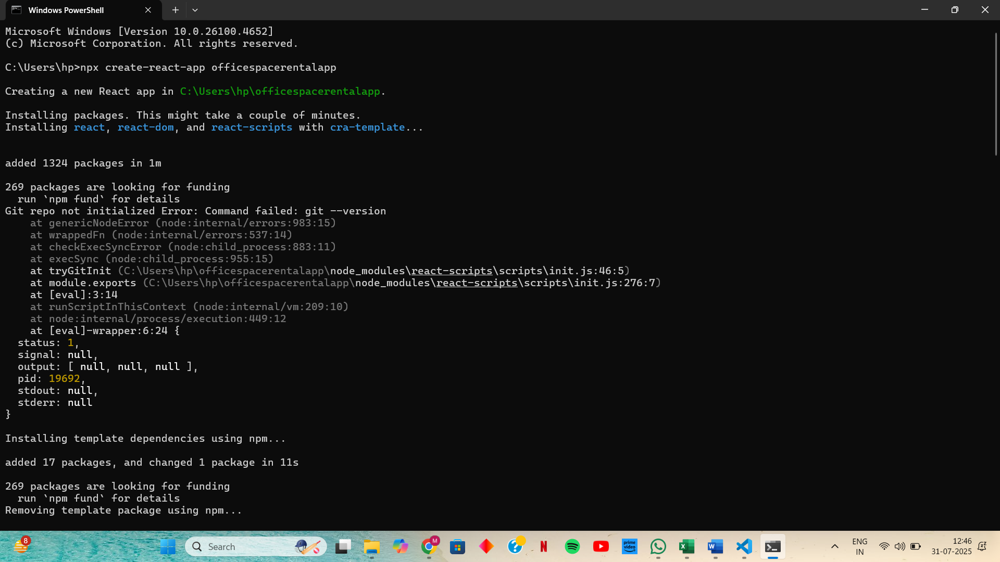 Windows PowerShell
Microsoft Windows [Version 10.0.26100.4652]
(c) Microsoft Corporation. All rights reserved.
C:\Users\hp>npx create-react-app officespacerentalapp
Creating a new React app in C:\Users\hp\officespacerentalapp.
Installing packages. This might take a couple of minutes.
Installing react, react-dom, and react-scripts with cra-template...
added 1324 packages in 1m
269 packages are looking for funding
  run `npm fund` for details
Git repo not initialized Error: Command failed: git --version
    at genericNodeError (node:internal/errors:983:15)
    at wrappedFn (node:internal/errors:537:14)
    at checkExecSyncError (node:child_process:883:11)
    at execSync (node:child_process:955:15)
    at tryGitInit (C:\Users\hp\officespacerentalapp\node_modules\react-scripts\scripts\init.js:46:5)
    at module.exports (C:\Users\hp\officespacerentalapp\node_modules\react-scripts\scripts\init.js:276:7)
    at [eval]:3:14
    at runScriptInThisContext (node:internal/vm:209:10)
    at node:internal/process/execution:449:12
    at [eval]-wrapper:6:24 {
  status: 1,
  signal: null,
  output: [ null, null, null ],
  pid: 19692,
  stdout: null,
  stderr: null
}
Installing template dependencies using npm...
added 17 packages, and changed 1 package in 11s
269 packages are looking for funding
  run `npm fund` for details
Removing template package using npm...
8
Search
M
N
prime video
X
W
ENG
IN
12:46
31-07-2025